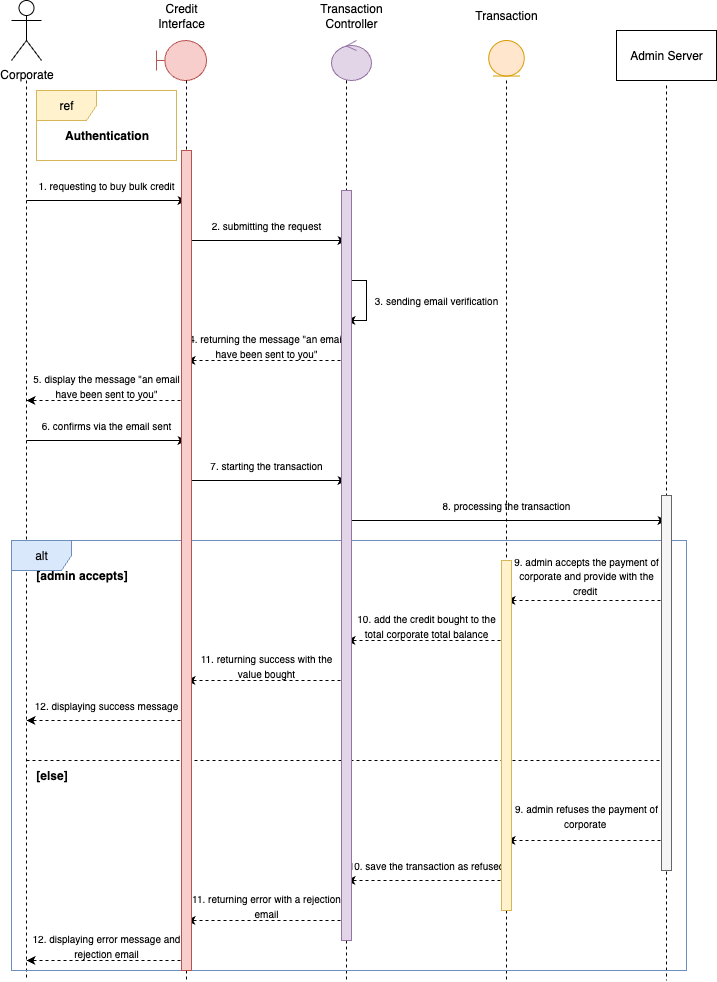 Credit
Interface
Transaction
Controller
Transaction
Admin Server
Corporate
ref
Authentication
1. requesting to buy bulk credit
2. submitting the request
3. sending email verification
4. returning the message "an emai
have been sent to you"
5. display the message "an email
have been sent to you"
6. confirms via the email sent
7. starting the transaction
8. processing the transaction
alt
[admin accepts]
9. admin accepts the payment of
corporate and provide with the
credit
10. add the credit bought to the
total corporate total balance
11. returning success with the
value bought
12. displaying success message
[else]
9. admin refuses the payment of
corporate
10. save the transaction as refused
11. returning error with a rejection
email
12. displaying error message and
rejection email